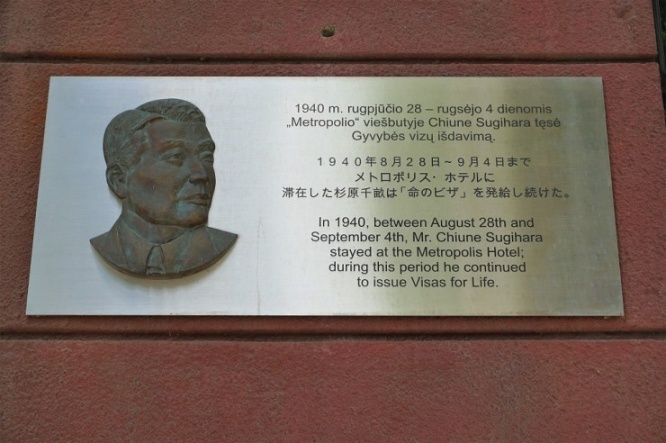 1940 m. rugpjūčio 28 – rugsėjo 4 dienomis
„Metropolio“ viešbutyje Chiune Sugihara tęsė
Gyvybės vizų išdavimą.
１９４０年８月２８日～９月４日まで
メトロポリス・ホテルに
滞在した杉原千畝は「命のビザ」を発給し続けた。
In 1940, between August 28th and
September 4th, Mr. Chiune Sugihara
stayed at the Metropolis Hotel;
during this period he continued
to issue Visas for Life.